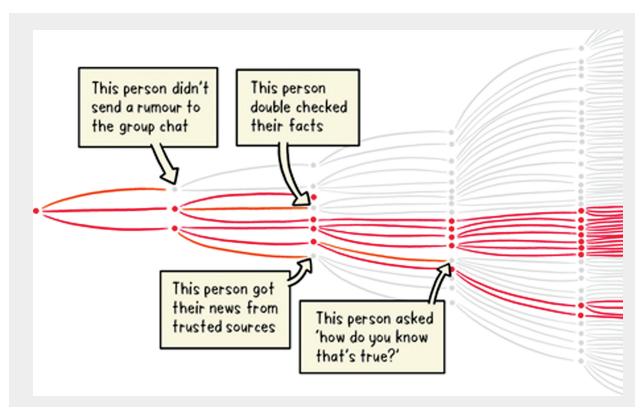 This person didn't
send a rumour to
the group chat
This person
double checked
their facts
This person got
their news from
trusted sources
This person asked
'how do you know
that's true?'